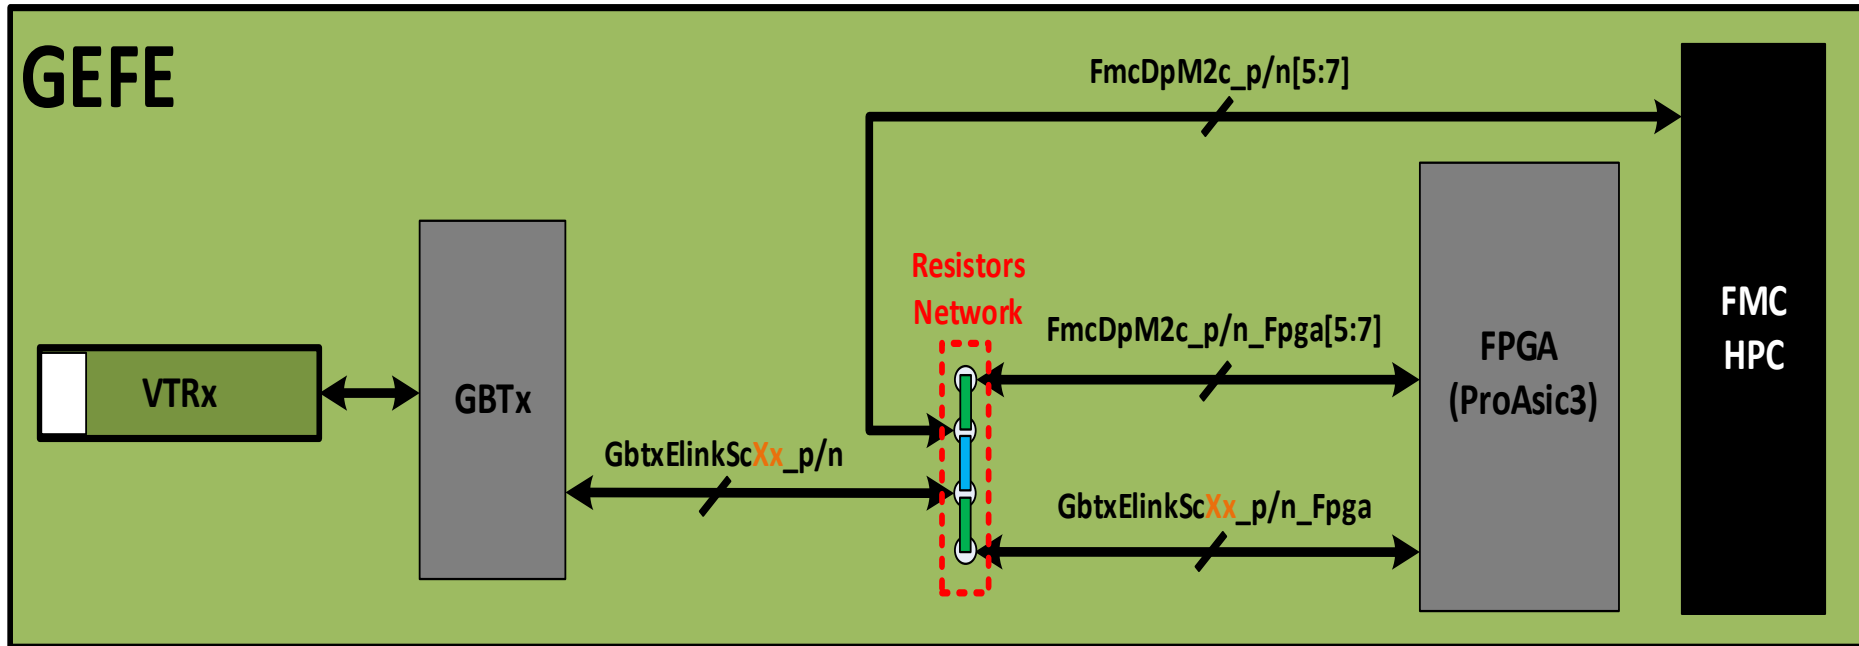 GEFE
FmcDpM2c_p/n[5:7]
Resistors
Network
FmcDpM2c_p/n_Fpga[5:7]
FPGA
(ProAsic3)
FMC
HPC
VTRx
GBTx
GbtxElinkScXx_p/n
GbtxElinkScXx_p/n_Fpga